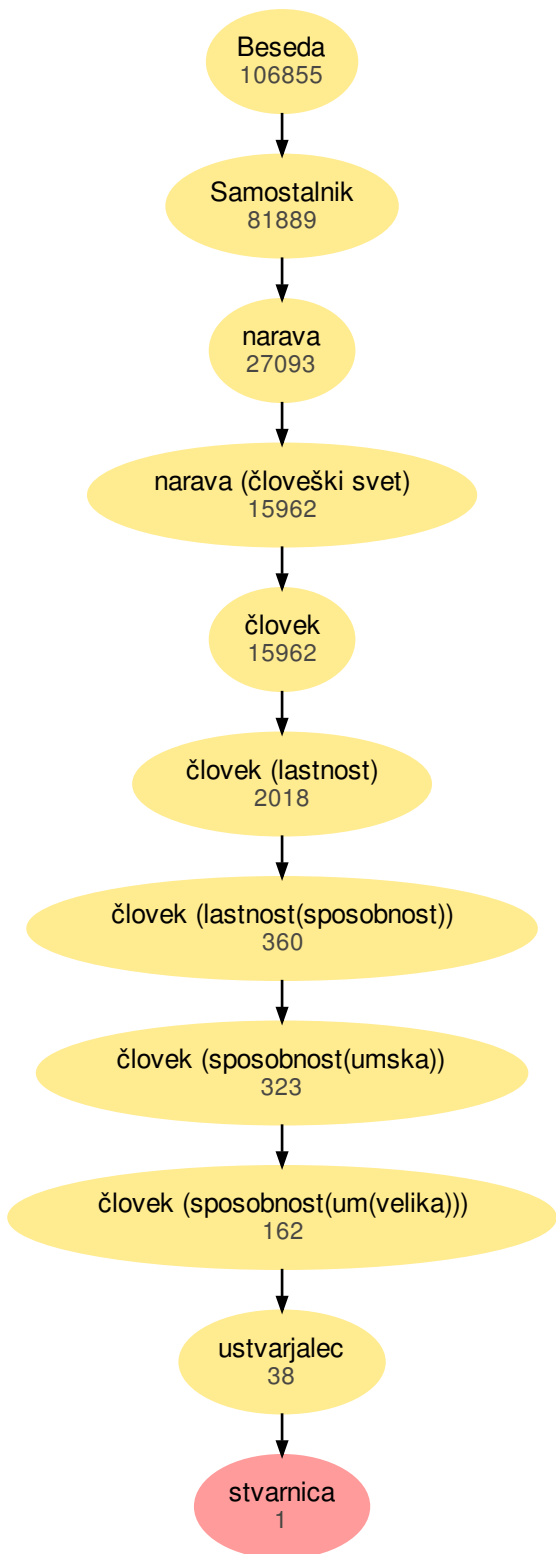 Beseda
106855
Samostalnik
81889
narava
27093
narava (človeški svet)
15962
človek
15962
človek (lastnost)
2018
človek (lastnost(sposobnost))
360
človek (sposobnost(umska))
323
človek (sposobnost(um(velika)))
162
ustvarjalec
38
stvarnica
1